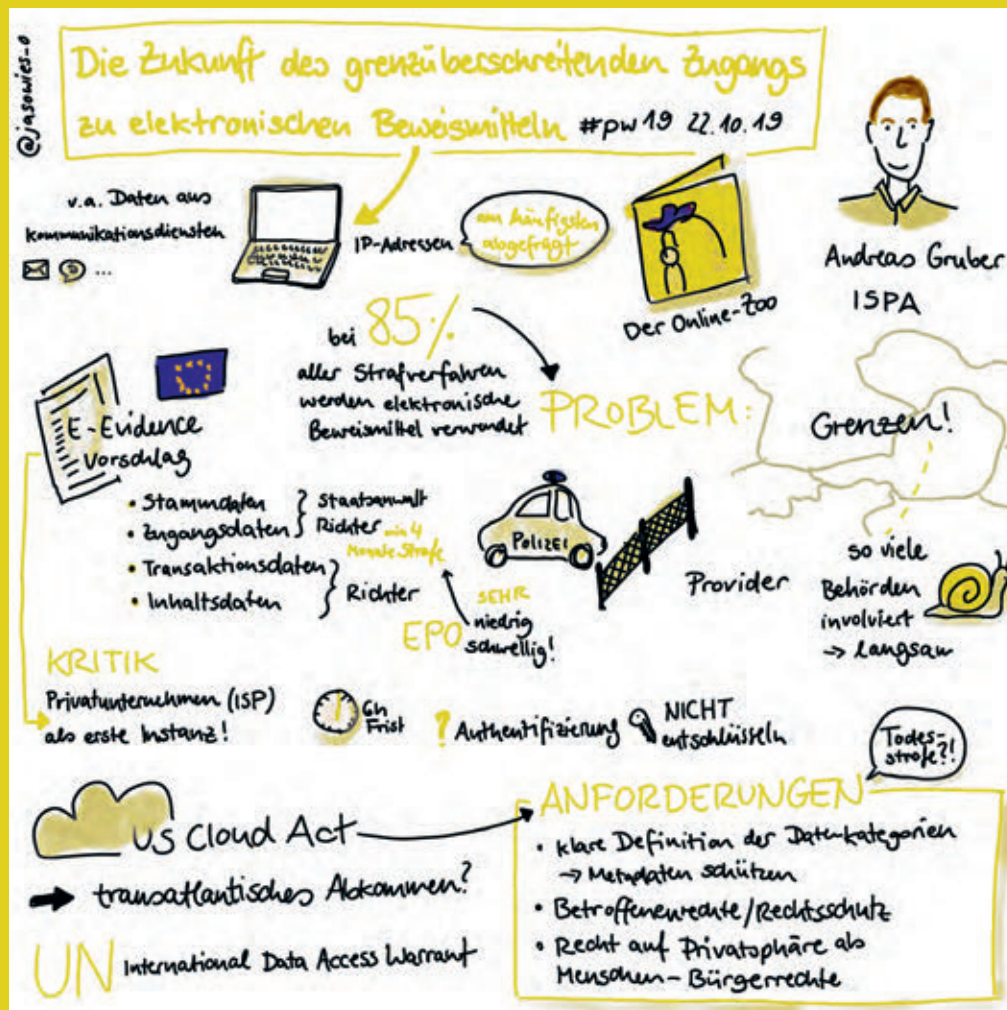 @jasowies-o
Die Zukunft des grenzüberschreitenden Zugangs
zu elektronischen Beweismitteln #pw19 22.10.19
v.a. Daten aus
Kommunikationsdiensten
...
IP-Adressen
am häufigsten
abgefragt
Der Online-Zoo
Andreas Gruber
ISPA
bei 85%
aller Strafverfahren
werden elektronische
Beweismittel verwendet
PROBLEM:
Grenzen!
E-Evidence
Vorschlag
• Stammdaten
• Zugangsdaten
Staatsanwalt
Richter
min 4
Monate Strafe
• Transaktionsdaten
• Inhaltsdaten
Richter
EPO
SEHR
niedrig
schwellig!
POLIZEI
Provider
so viele
Behörden
involviert
→ langsam
KRITIK
Privatunternehmen (ISP)
als erste Instanz!
6h
Frist
? Authentifizierung
NICHT
entschlüsseln
Todes-
strafe?!
US Cloud Act
→ transatlantisches Abkommen?
UN International Data Access Warrant
ANFORDERUNGEN
• klare Definition der Datenkategorien
→ Metadaten schützen
• Betroffenenrechte/Rechtsschutz
• Recht auf Privatsphäre als
Menschen-Bürgerrechte